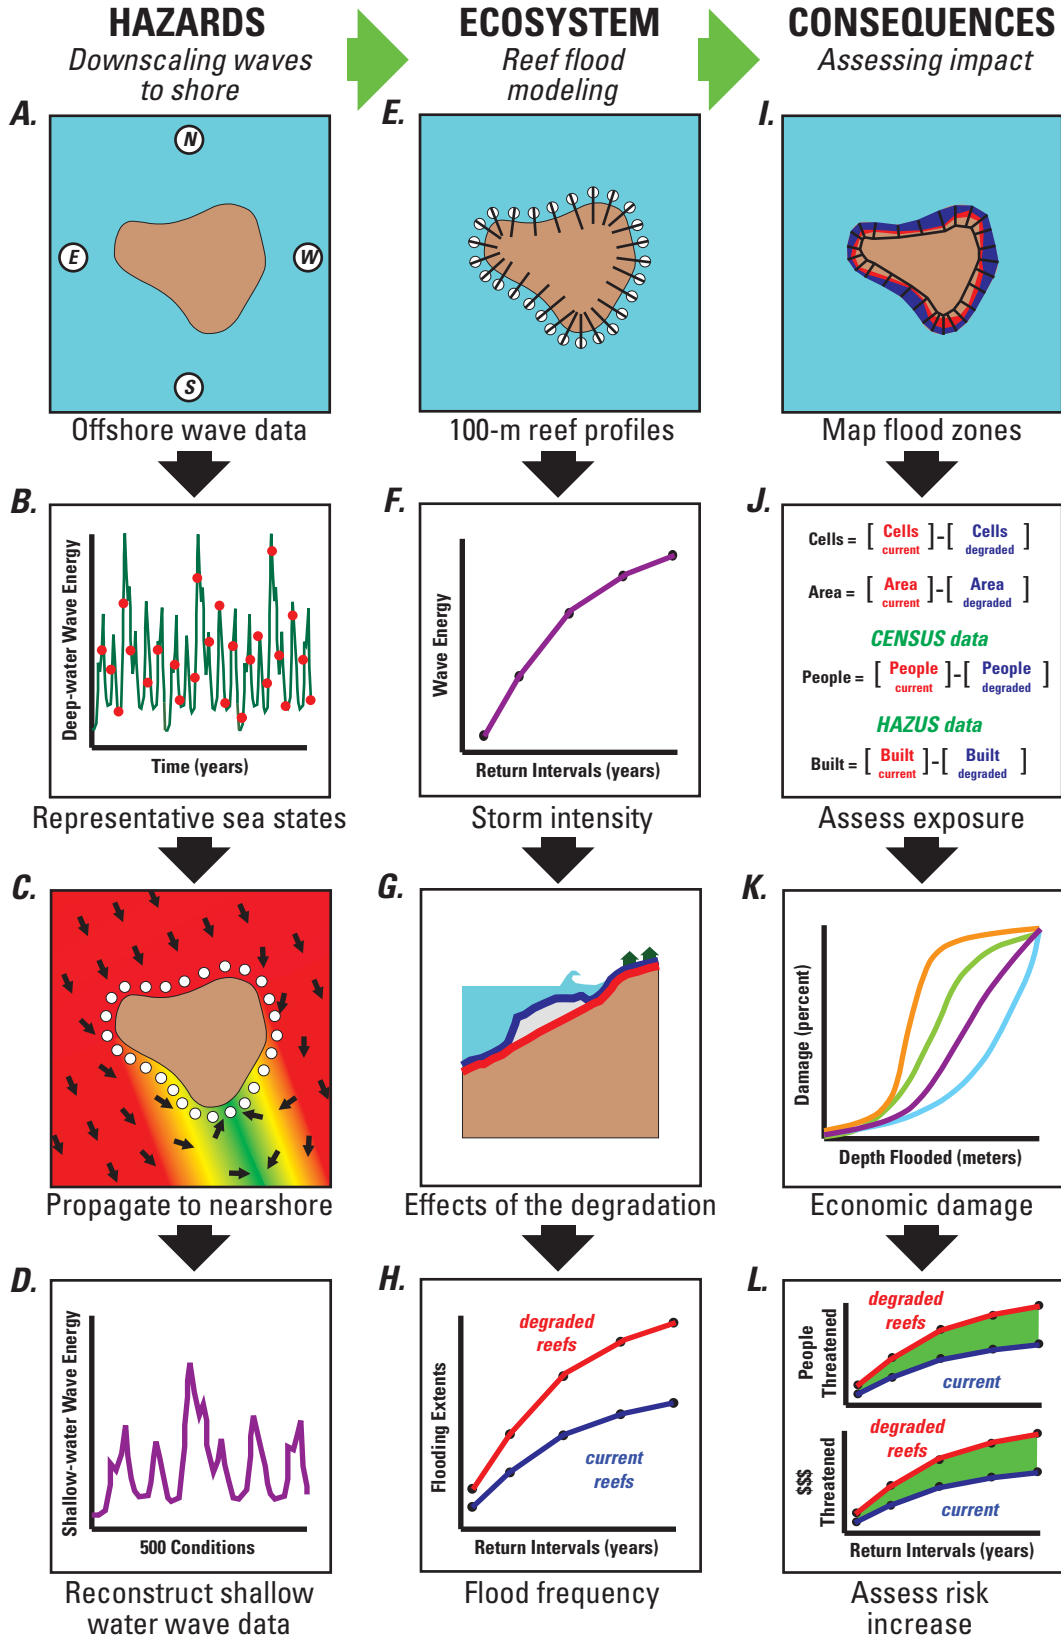 HAZARDS
Downscaling waves
to shore
A.
N
E
W
S
Offshore wave data
B.
Deep-water Wave Energy
Time (years)
Representative sea states
C.
Propagate to nearshore
D.
Shallow-water Wave Energy
500 Conditions
Reconstruct shallow
water wave data
ECOSYSTEM
Reef flood
modeling
E.
100-m reef profiles
F.
Wave Energy
Return Intervals (years)
Storm intensity
G.
Effects of the degradation
H.
Flooding Extents
degraded
reefs
current
reefs
Return Intervals (years)
Flood frequency
CONSEQUENCES
Assessing impact
I.
Map flood zones
J.
Cells = [ Cells current ]-[ Cells degraded ]
Area = [ Area current ]-[ Area degraded ]
CENSUS data
People = [ People current ]-[ People degraded ]
HAZUS data
Built = [ Built current ]-[ Built degraded ]
Assess exposure
K.
Damage (percent)
Depth Flooded (meters)
Economic damage
L.
People
Threatened
degraded
reefs
current
$$$
Threatened
degraded
reefs
current
Return Intervals (years)
Assess risk
increase